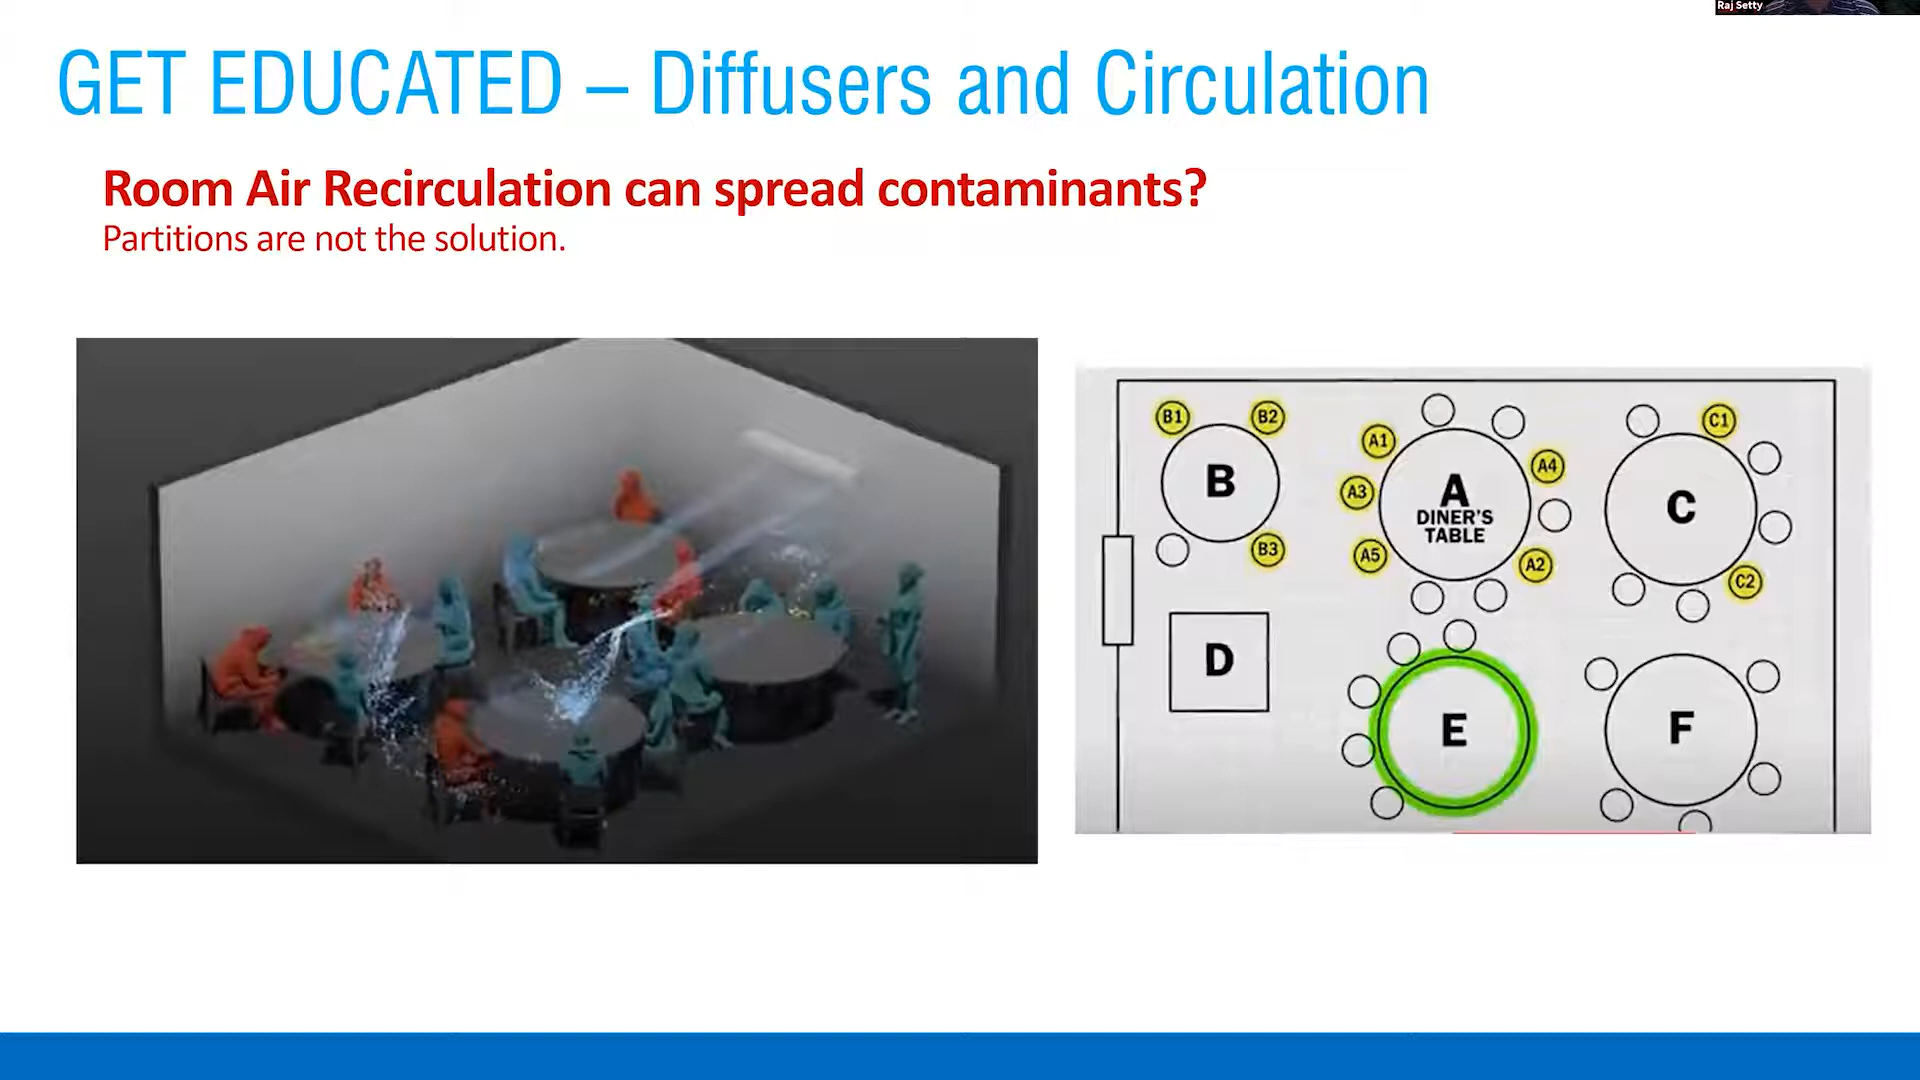 Raj Setty
GET EDUCATED – Diffusers and Circulation
Room Air Recirculation can spread contaminants?
Partitions are not the solution.
B1
B2
B
B3
A1
A3
A5
A
DINER'S
TABLE
A4
A2
C1
C
C2
D
E
F